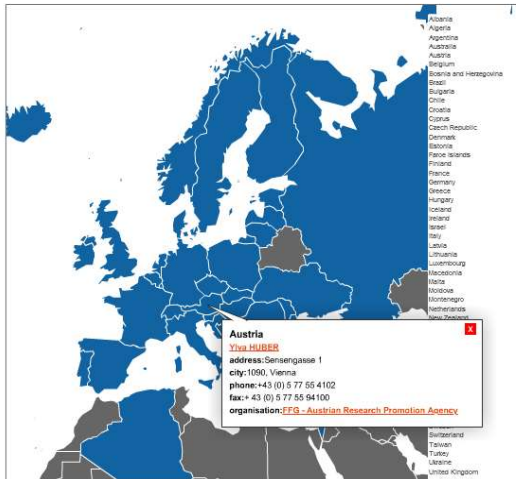 Albania
Algeria
Argentina
Australia
Austria
Belgium
Bosnia and Herzegovina
Brazil
Bulgaria
Chile
Croatia
Cyprus
Czech Republic
Denmark
Estonia
Faroe Islands
Finland
France
Germany
Greece
Hungary
Iceland
Ireland
Israel
Italy
Latvia
Lithuania
Luxembourg
Macedonia
Malta
Moldova
Montenegro
Netherlands
New Zealand
Austria
X
Ylva HUBER
address:Sensengasse 1
city:1090, Vienna
phone:+43 (0) 5 77 55 4102
fax:+ 43 (0) 5 77 55 94100
organisation:FFG - Austrian Research Promotion Agency
Switzerland
Taiwan
Turkey
Ukraine
United Kingdom